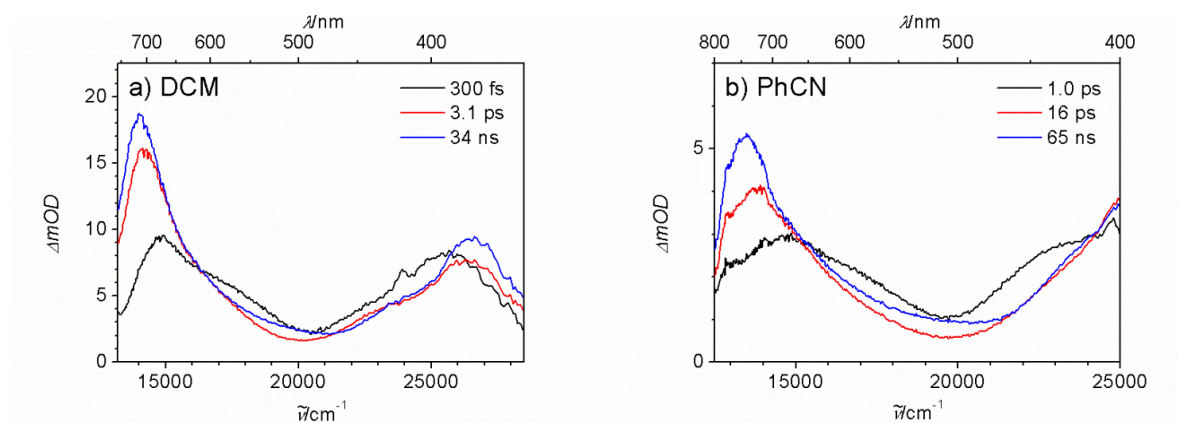 λ/nm
700 600 500 400
a) DCM
300 fs
3.1 ps
34 ns
20
15
10
5
0
ΔmOD
15000 20000 25000
ν̃/cm⁻¹
λ/nm
800 700 600 500 400
b) PhCN
1.0 ps
16 ps
65 ns
5
0
ΔmOD
15000 20000 25000
ν̃/cm⁻¹